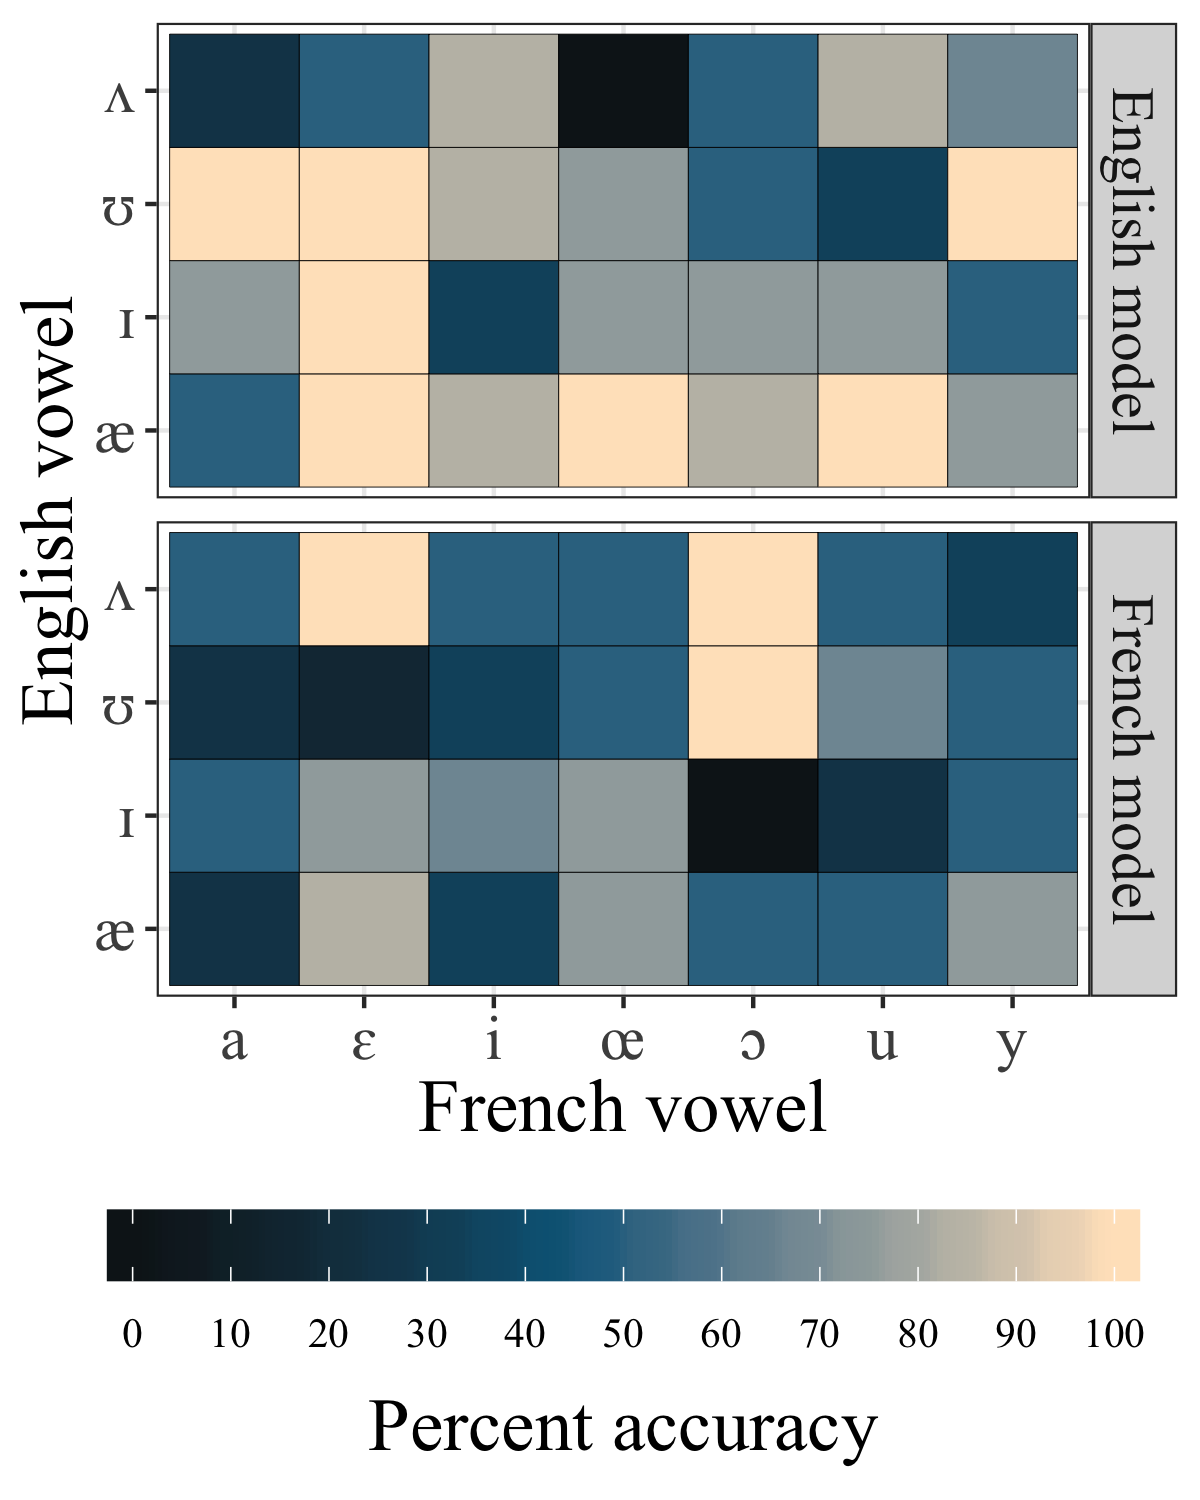 English vowel
ʌ
ʊ
ɪ
æ
English model
ʌ
ʊ
ɪ
æ
French model
a ɛ i œ ɔ u y
French vowel
0 10 20 30 40 50 60 70 80 90 100
Percent accuracy